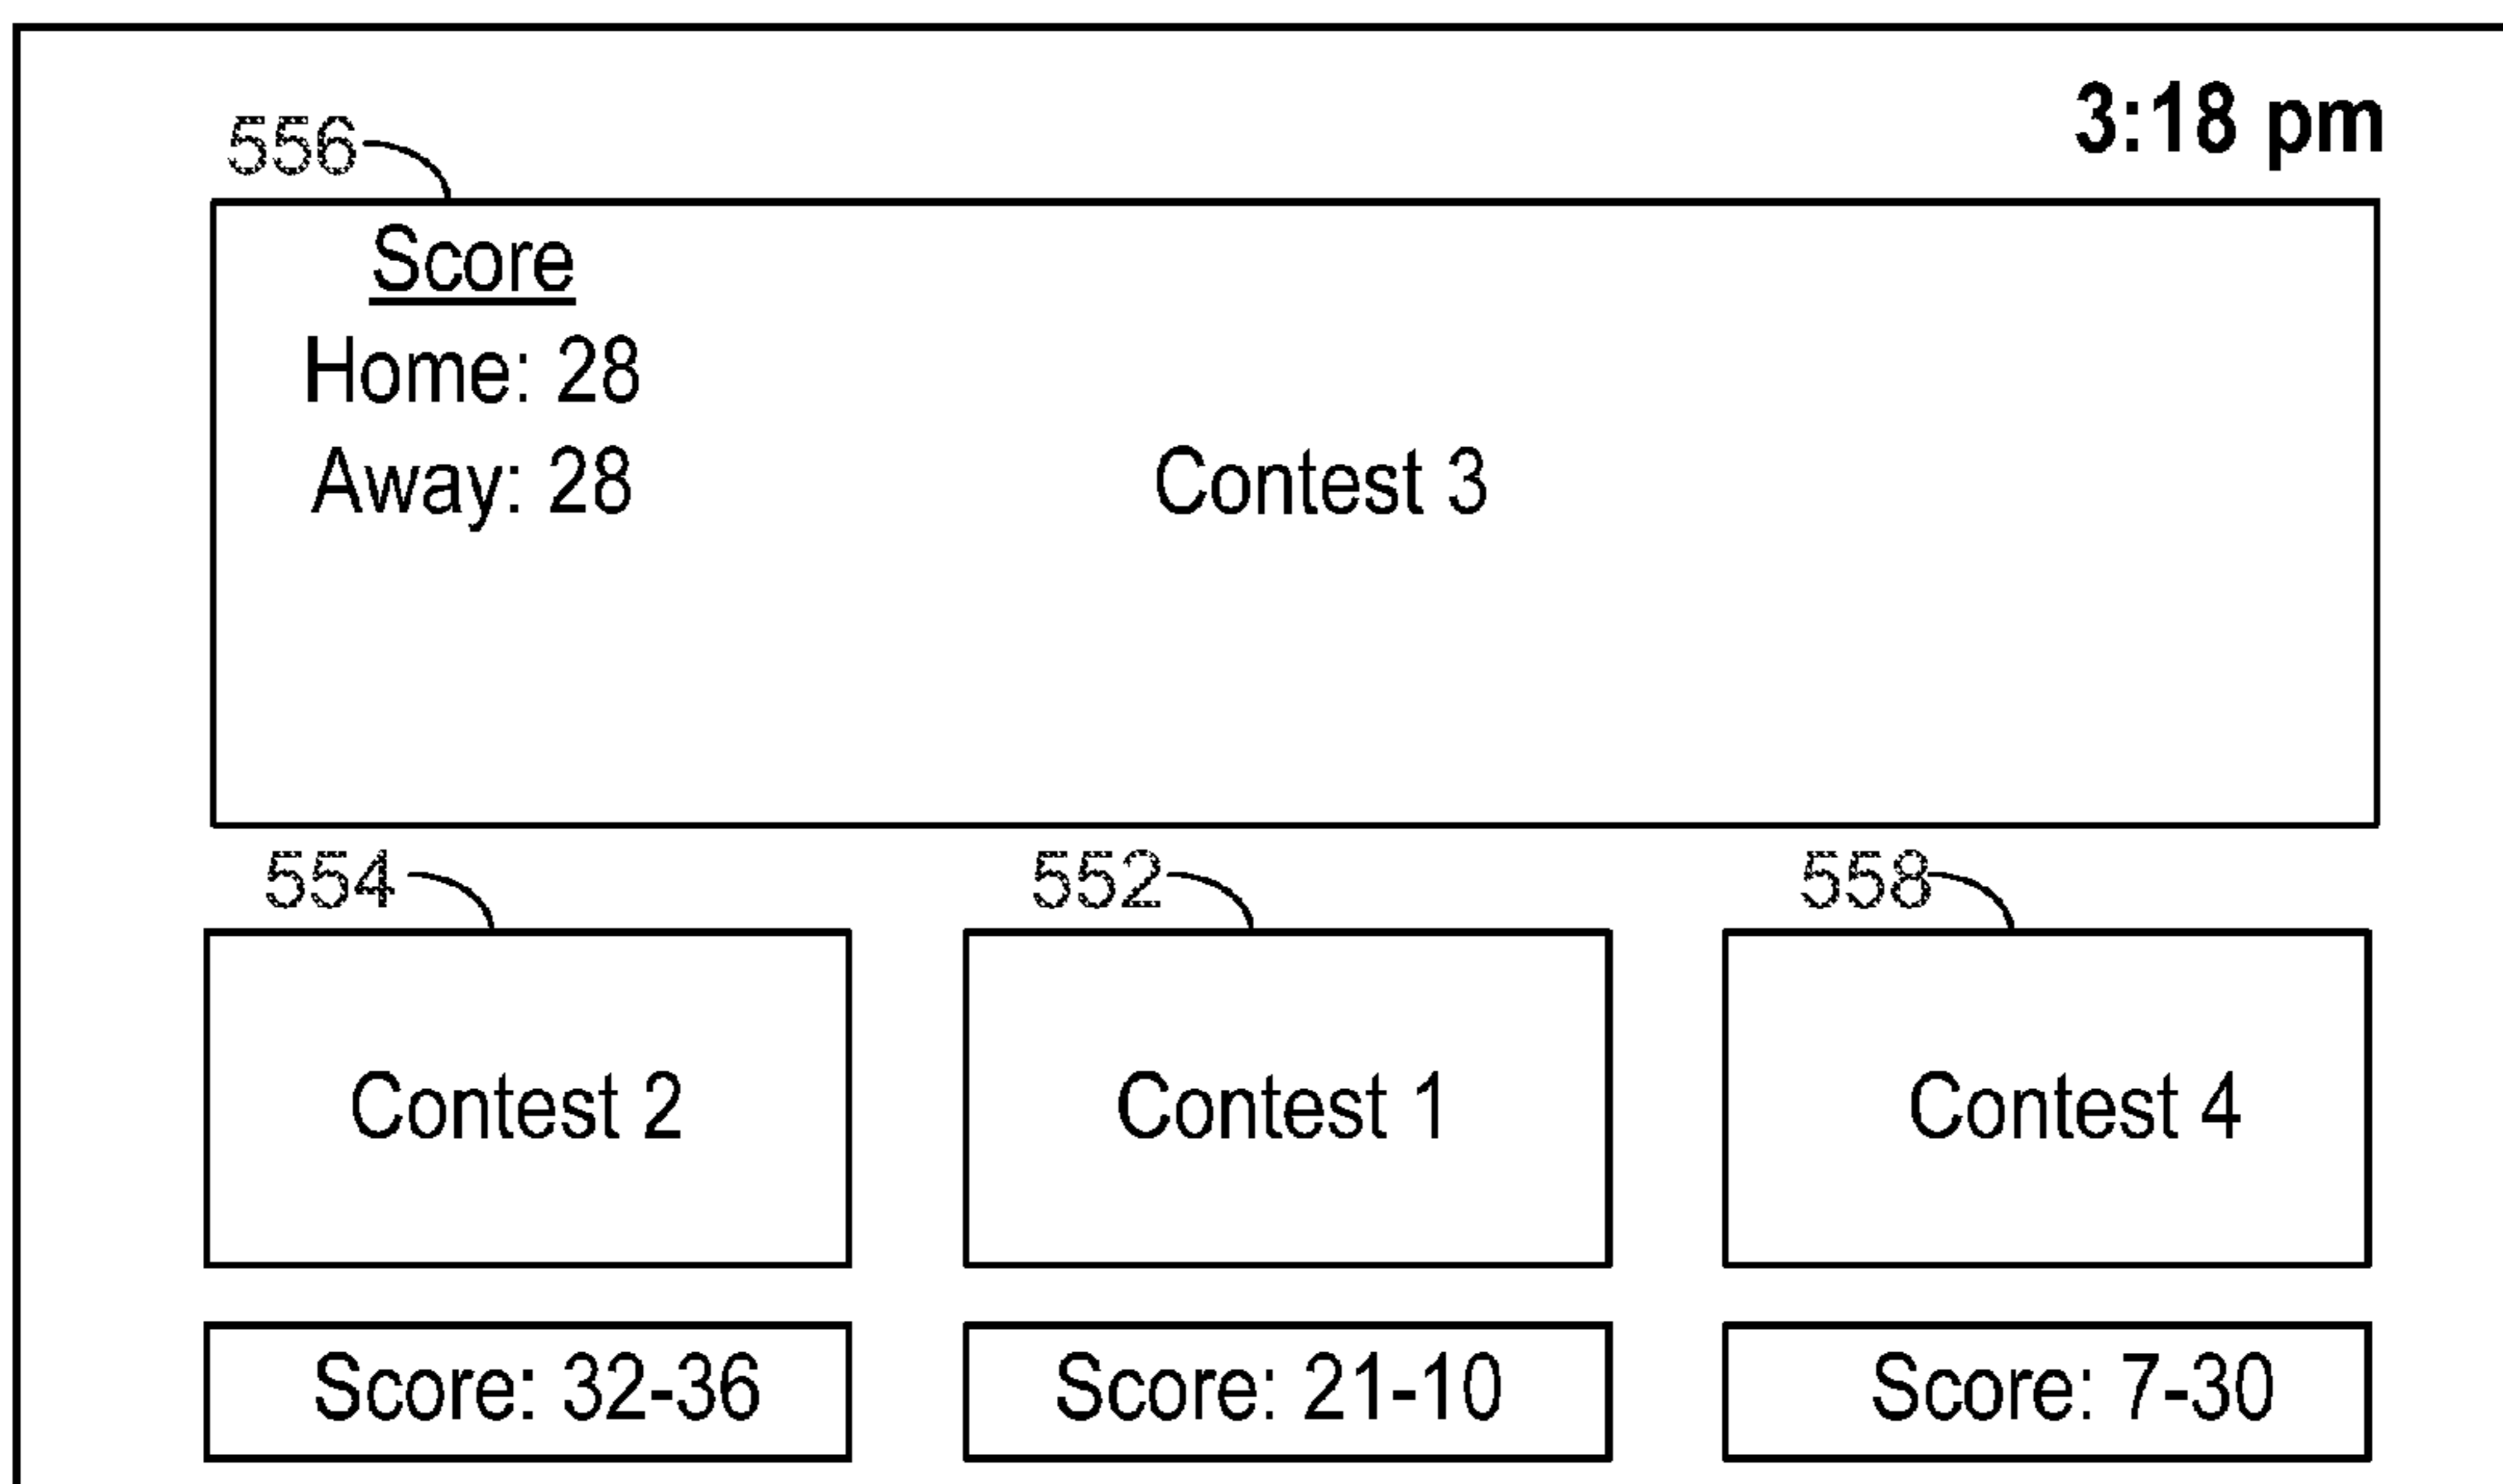 3:18 pm
556
Score
Home: 28
Away: 28
Contest 3
554
552
558
Contest 2
Contest 1
Contest 4
Score: 32-36
Score: 21-10
Score: 7-30